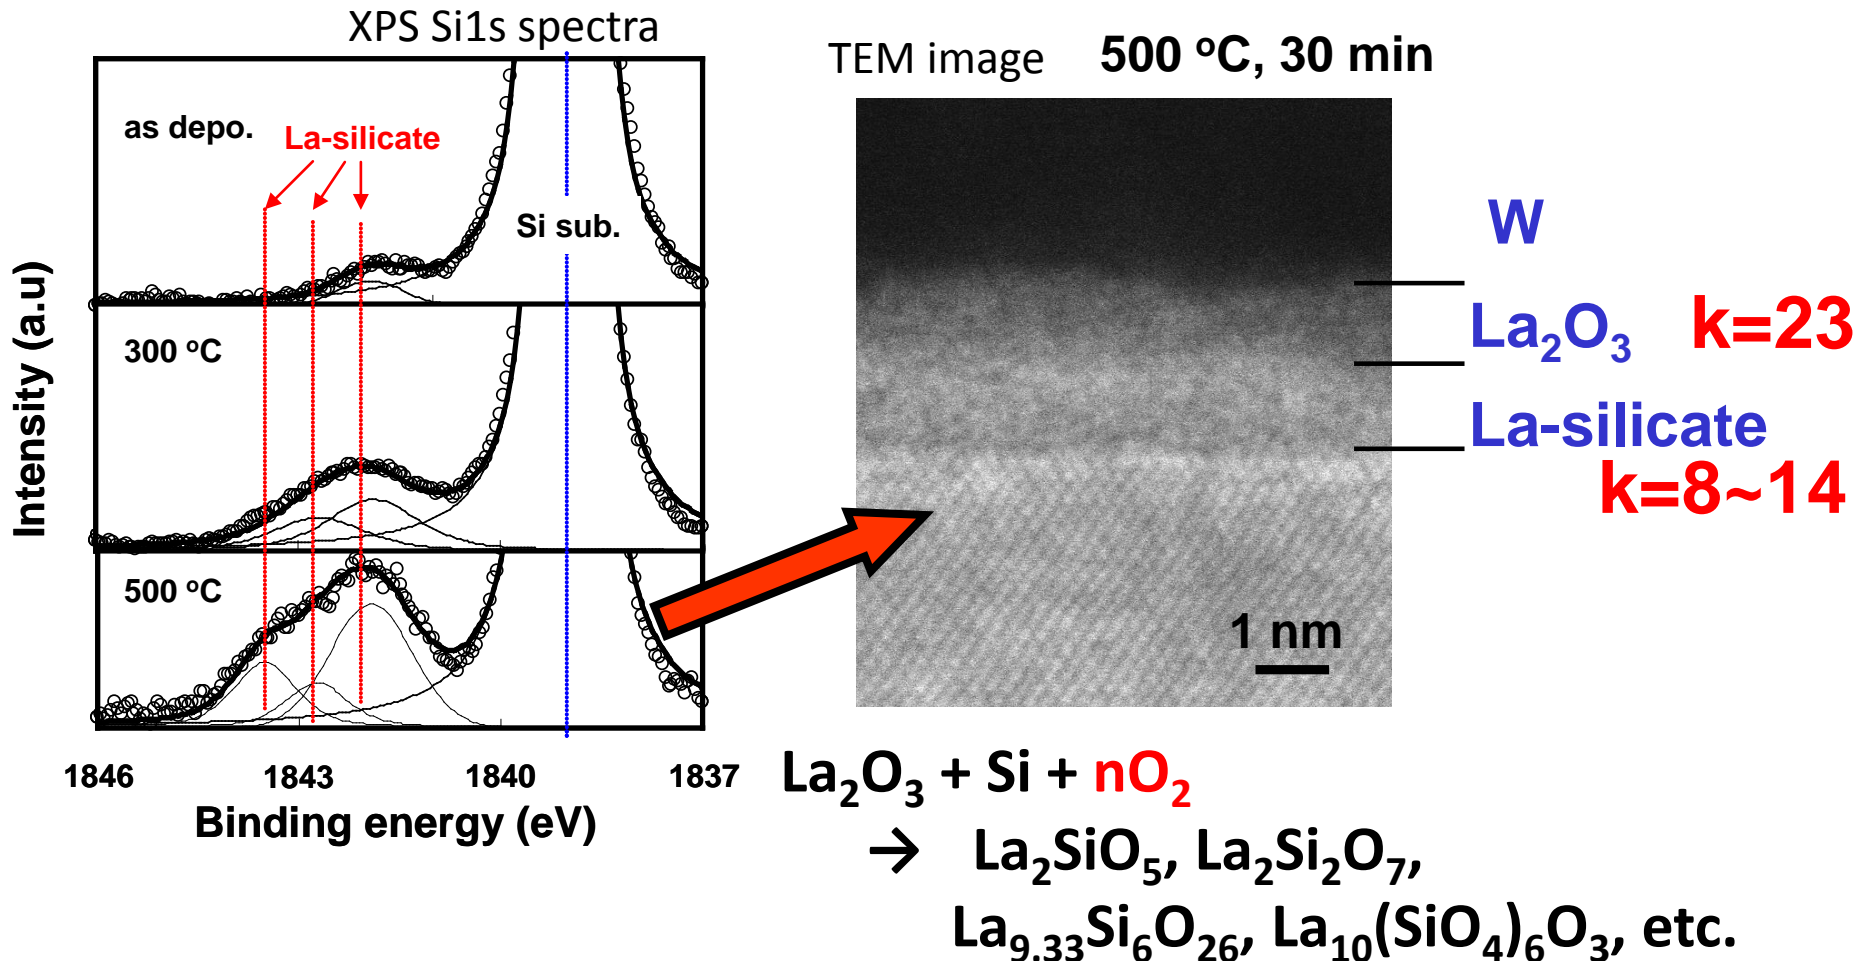 XPS Si1s spectra
as depo.
La-silicate
Si sub.
300 °C
500 °C
Intensity (a.u)
1846 1843 1840 1837
Binding energy (eV)
TEM image 500 °C, 30 min
W
La₂O₃ k=23
La-silicate
k=8~14
1 nm
La₂O₃ + Si + nO₂
→ La₂SiO₅, La₂Si₂O₇,
La₉.₃₃Si₆O₂₆, La₁₀(SiO₄)₆O₃, etc.